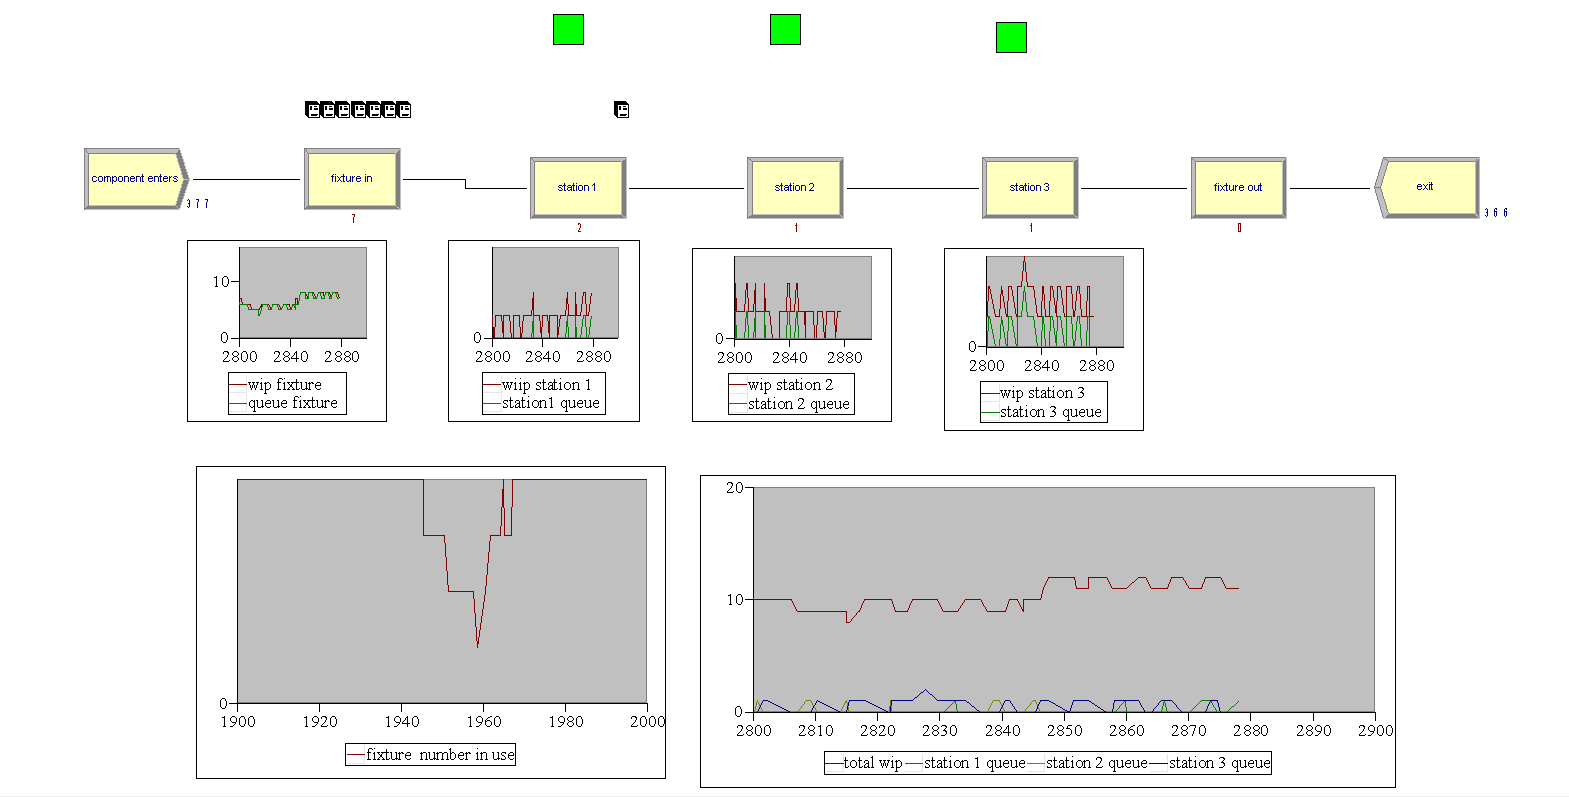 component enters
fixture in
station 1
station 2
station 3
fixture out
exit
3 7 7
7
2
1
1
0
3 6 6
10
0
2800 2840 2880
wip fixture
queue fixture
0
2800 2840 2880
wiip station 1
station1 queue
0
2800 2840 2880
wip station 2
station 2 queue
0
2800 2840 2880
wip station 3
station 3 queue
0
1900 1920 1940 1960 1980 2000
fixture number in use
20
10
0
2800 2810 2820 2830 2840 2850 2860 2870 2880 2890 2900
total wip station 1 queue station 2 queue station 3 queue